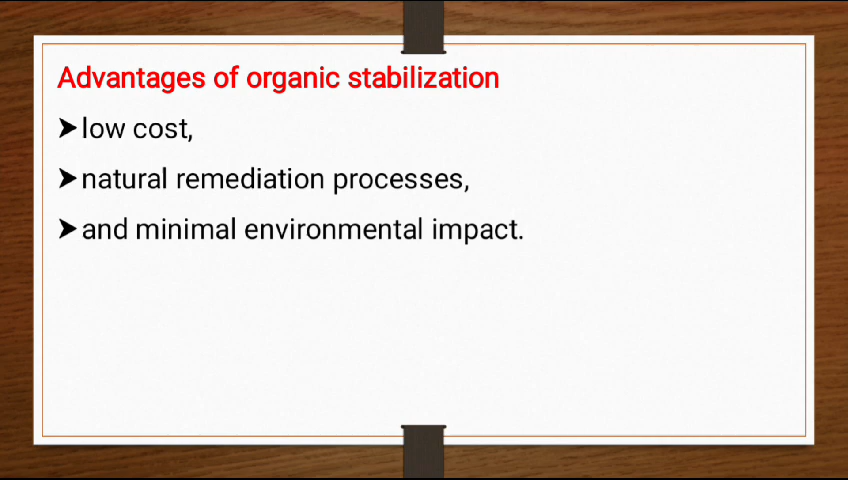 Advantages of organic stabilization
➤low cost,
➤natural remediation processes,
➤and minimal environmental impact.